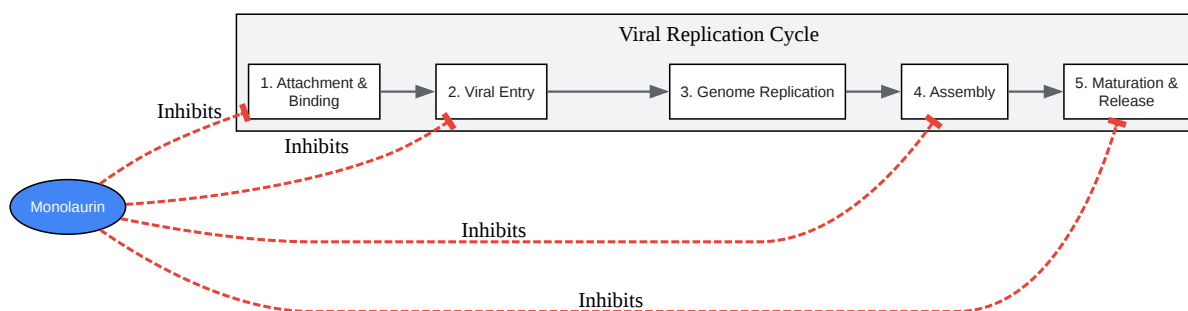 Viral Replication Cycle
1. Attachment &
Binding
2. Viral Entry
3. Genome Replication
4. Assembly
5. Maturation &
Release
Inhibits
Inhibits
Monolaurin
Inhibits
Inhibits